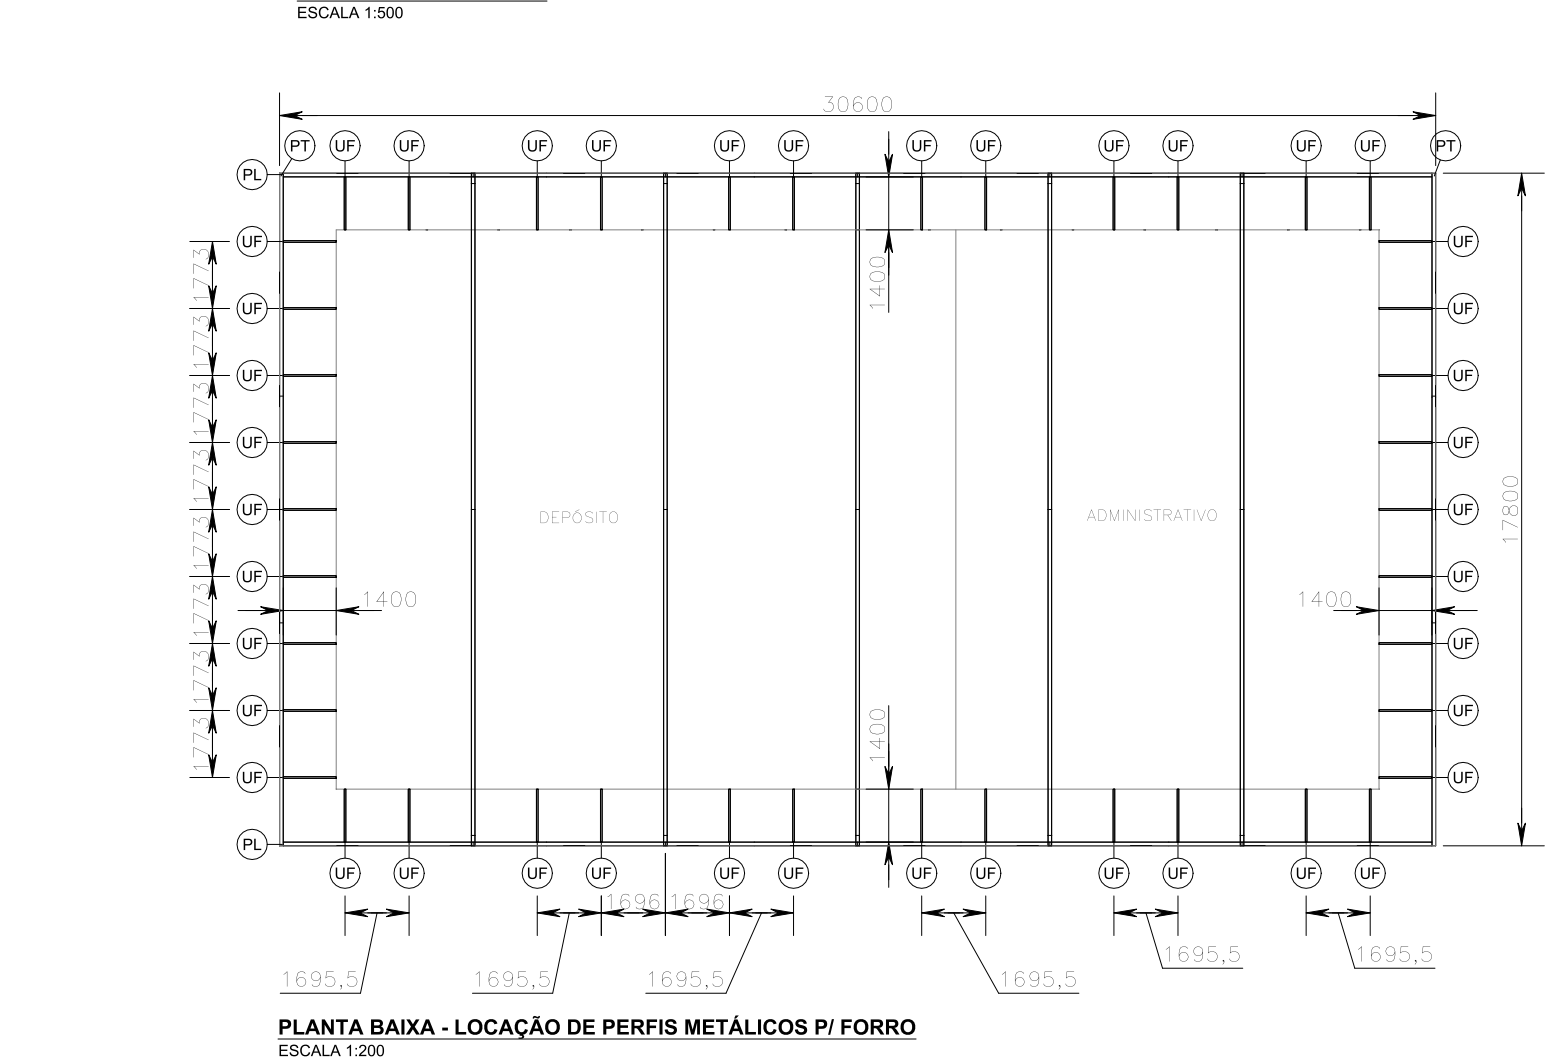 ESCALA 1:500
30600
PT UF UF UF UF UF UF UF UF UF UF UF UF PT
PL
UF UF
1773
1400
UF UF
1773
UF UF
1773
UF UF
1773
17800
UF UF
DEPÓSITO ADMINISTRATIVO
1773
UF UF
1400 1400
1773
UF UF
1773
UF UF
1400
1773
UF UF
PL
UF UF UF UF UF UF UF UF UF UF UF UF
1696 1696
1695,5 1695,5
1695,5 1695,5 1695,5 1695,5
PLANTA BAIXA - LOCAÇÃO DE PERFIS METÁLICOS P/ FORRO
ESCALA 1:200